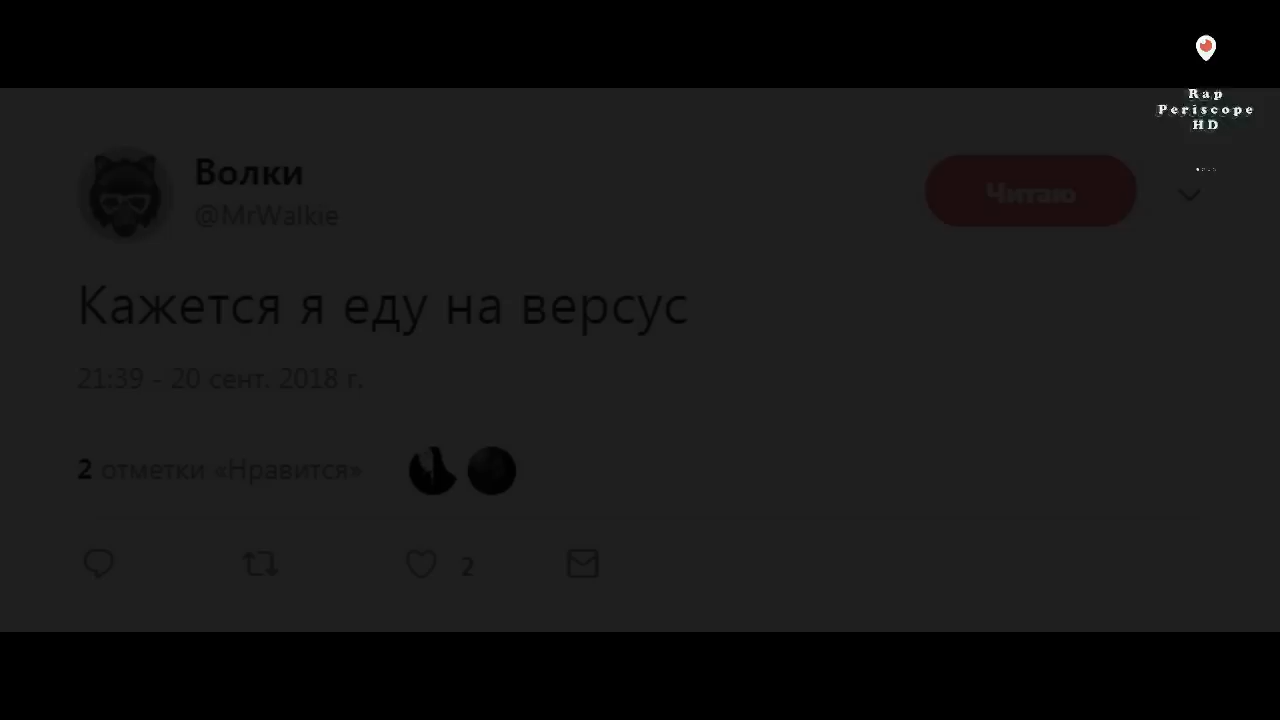 Rap
Periscope
HD
Волки
@MrWalkie
Читаю
Кажется я еду на версус
21:39 - 20 сент. 2018 г.
2 отметки «Нравится»
2